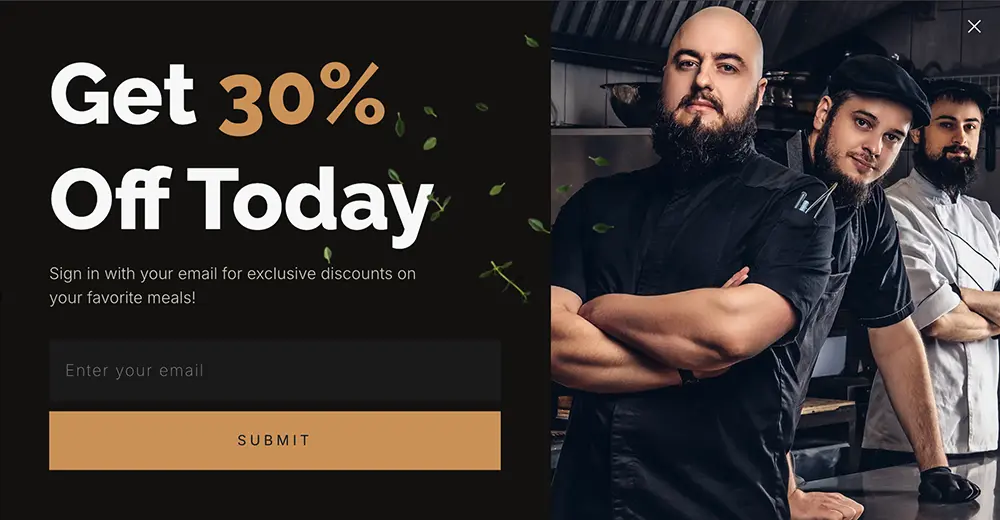 Get 30%
Off Today
Sign in with your email for exclusive discounts on
your favorite meals!
Enter your email
SUBMIT